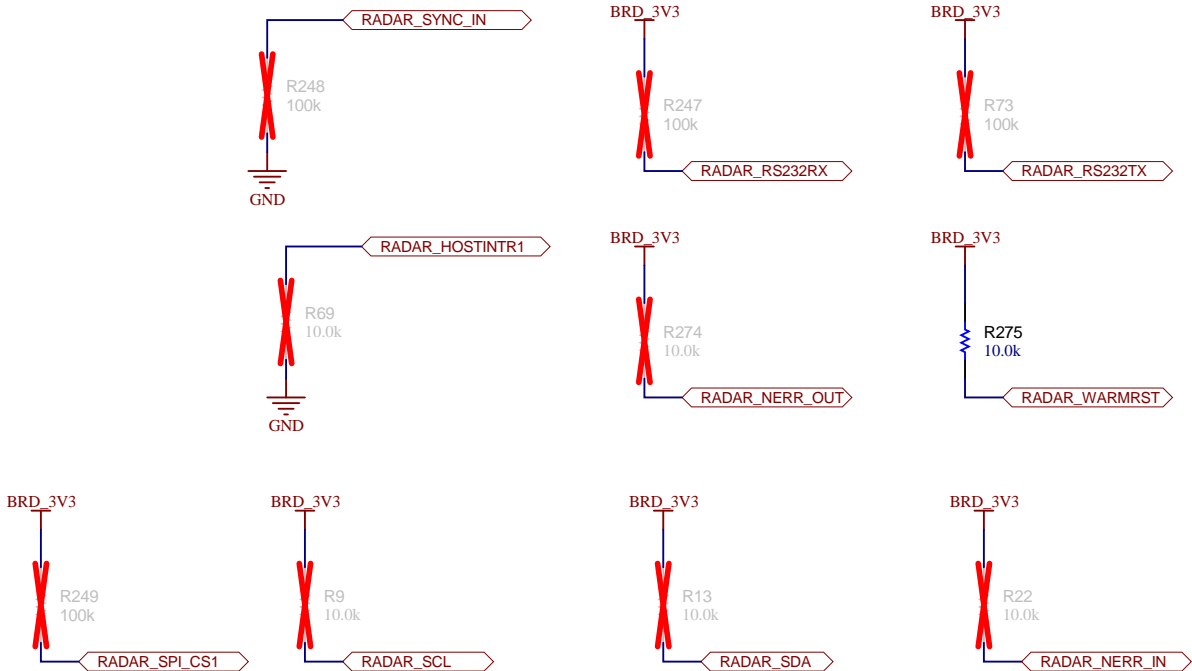 RADAR_SYNC_IN
R248
100k
GND
BRD_3V3
R247
100k
RADAR_RS232RX
BRD_3V3
R73
100k
RADAR_RS232TX
RADAR_HOSTINTR1
R69
10.0k
GND
BRD_3V3
R274
10.0k
RADAR_NERR_OUT
BRD_3V3
R275
10.0k
RADAR_WARMRST
BRD_3V3
R249
100k
RADAR_SPI_CS1
BRD_3V3
R9
10.0k
RADAR_SCL
BRD_3V3
R13
10.0k
RADAR_SDA
BRD_3V3
R22
10.0k
RADAR_NERR_IN